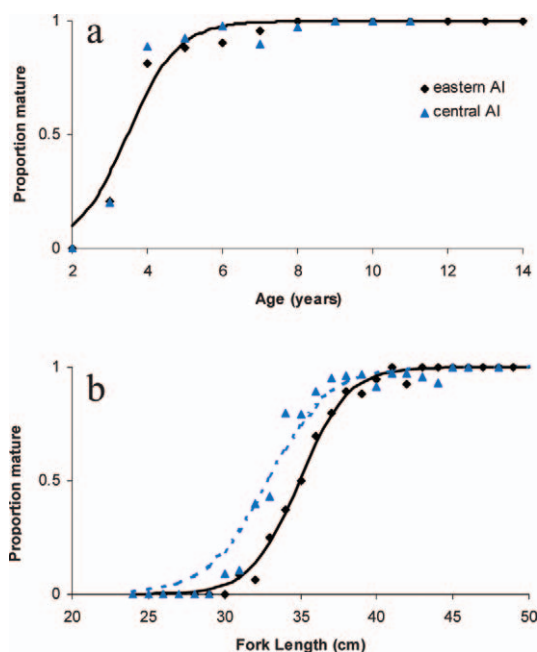 a
1
0.5
0
Proportion mature
eastern AI
central AI
2 4 6 8 10 12 14
Age (years)
b
1
0.5
0
Proportion mature
20 25 30 35 40 45 50
Fork Length (cm)